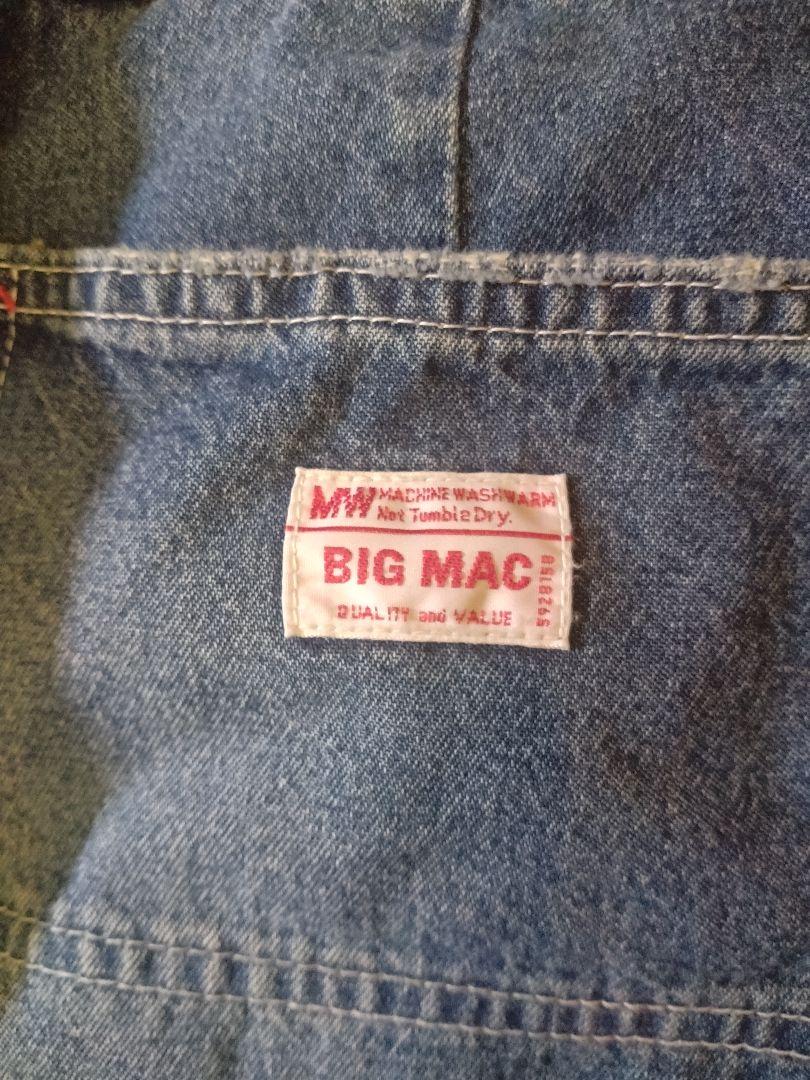 MW MACHINE WASH WARM
Not Tumble Dry.
BIG MAC
QUALITY and VALUE